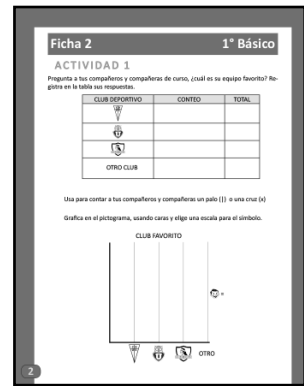 Ficha 2 1° Básico
ACTIVIDAD 1
Pregunta a tus compañeros y compañeras de curso, ¿cuál es su equipo favorito? Re-
gistra en la tabla sus respuestas.
CLUB DEPORTIVO CONTEO TOTAL
OTRO CLUB
Usa para contar a tus compañeros y compañeras un palo (|) o una cruz (x)
Grafica en el pictograma, usando caras y elige una escala para el símbolo.
CLUB FAVORITO
=
OTRO
2